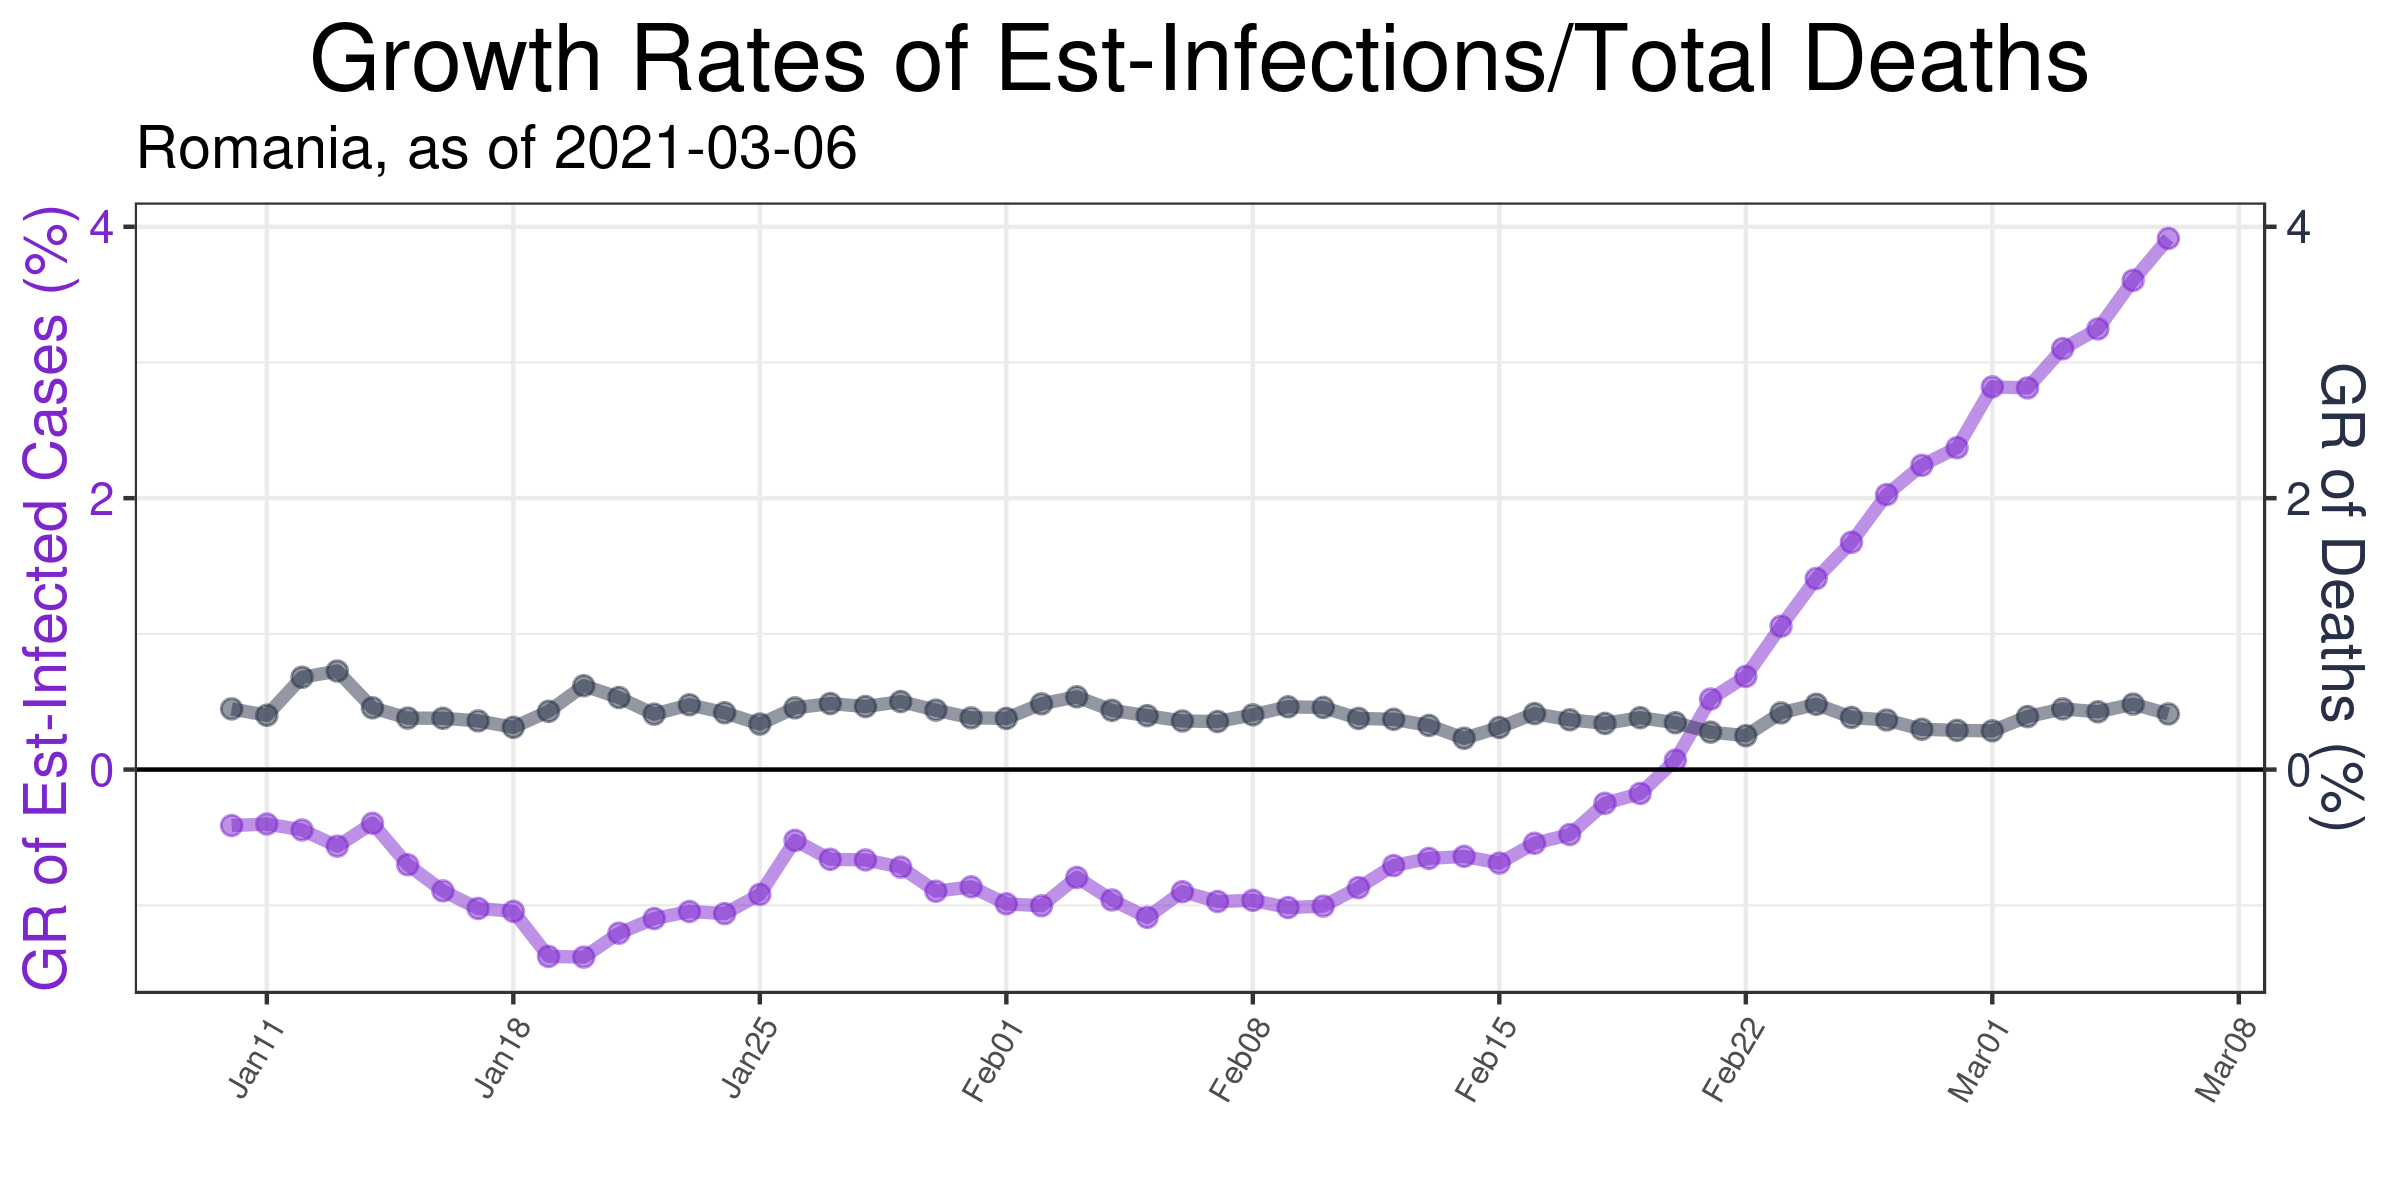 Growth Rates of Est-Infections/Total Deaths
Romania, as of 2021-03-06
GR of Est-Infected Cases (%)
4
2
0
4
2
0
GR of Deaths (%)
Jan11
Jan18
Jan25
Feb01
Feb08
Feb15
Feb22
Mar01
Mar08